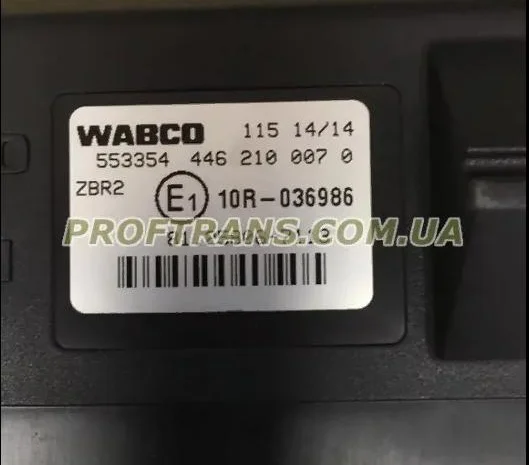 WABCO 115 14/14
553354 446 210 007 0
ZBR2 E1 10R-036986
PROFTRANS.COM.UA